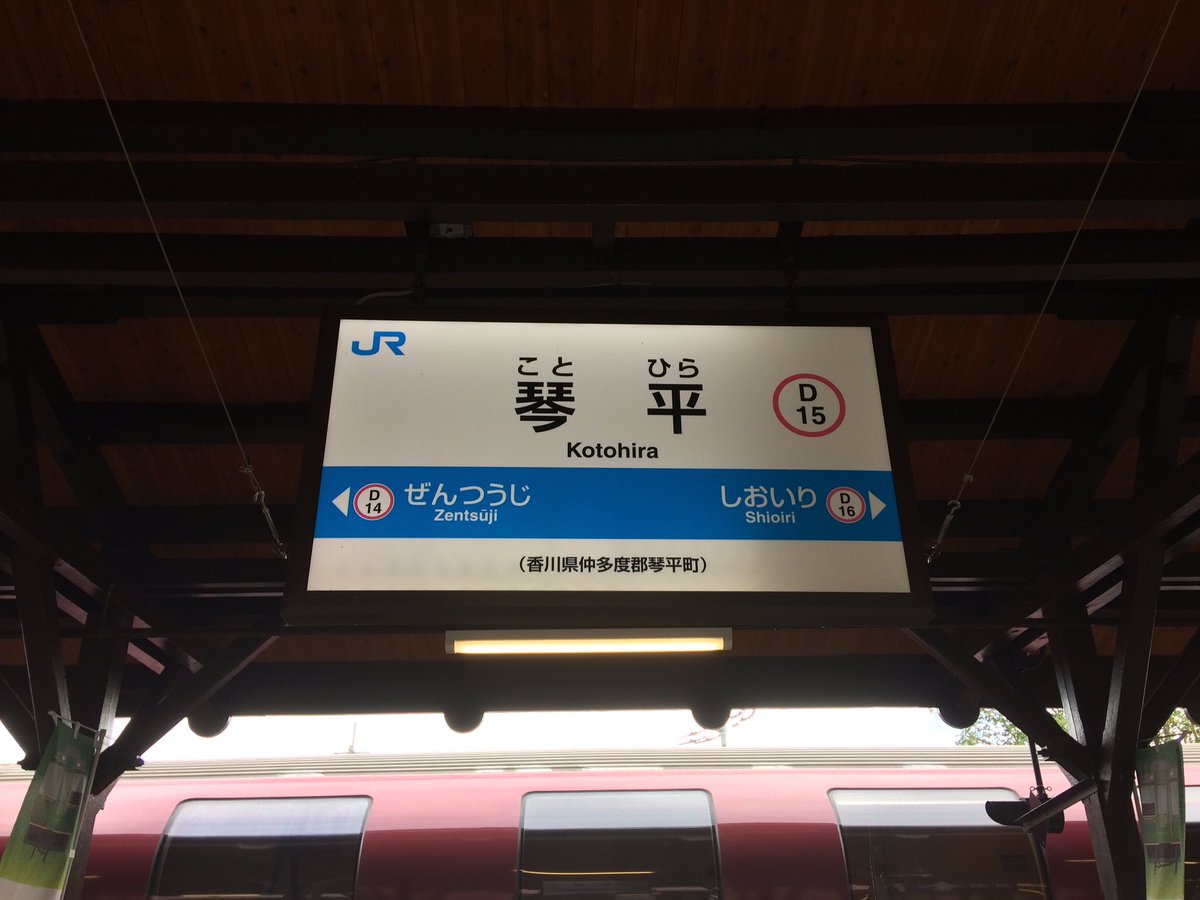 JR
こと ひら
琴 平
Kotohira
D
15
D
14
ぜんつうじ
Zentsūji
しおいり
Shioiri
D
16
（香川県仲多度郡琴平町）